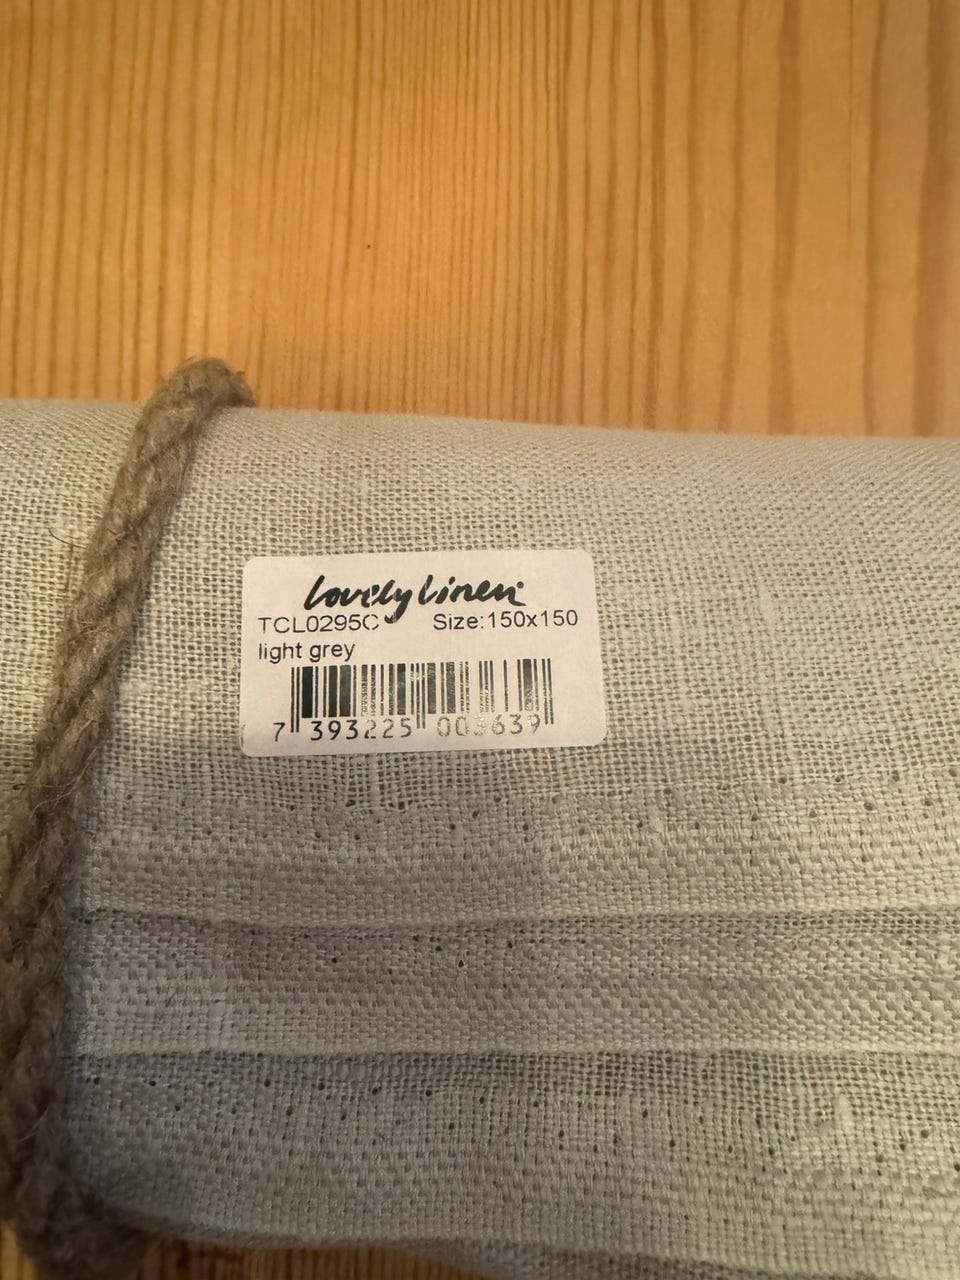 Lovely Linen
TCL0295C Size:150x150
light grey
7 393225 003639